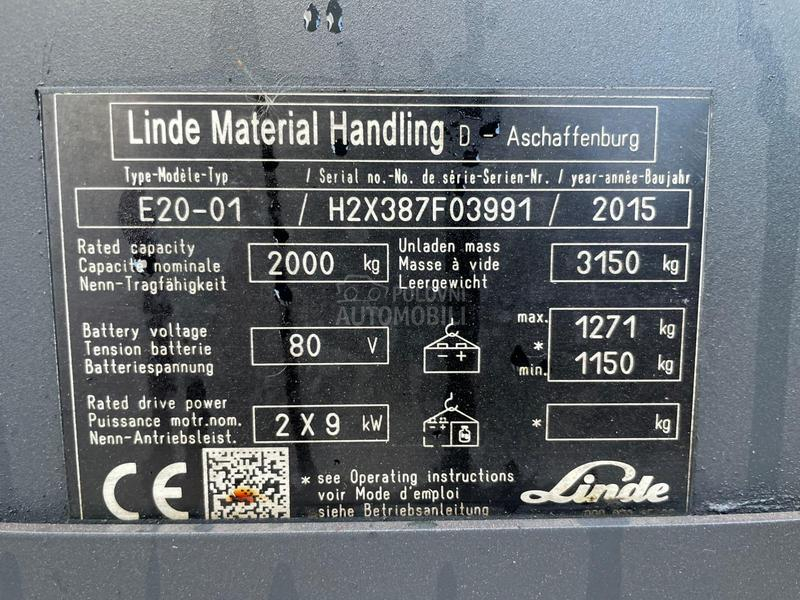 Linde Material Handling D - Aschaffenburg
Type-Modèle-Typ / Serial no.-No. de série-Serien-Nr. / year-année-Baujahr
E20-01 / H2X387F03991 / 2015
Rated capacity
Capacité nominale
Nenn-Tragfähigkeit
2000 kg
Unladen mass
Masse à vide
Leergewicht
3150 kg
POLOVNI
AUTOMOBILI
Battery voltage
Tension batterie
Batteriespannung
80 V
- +
max.
*
min.
1271 kg
1150 kg
Rated drive power
Puissance motr.nom.
Nenn-Antriebsleist.
2 X 9 kW
- +
kg
* kg
CE
* see Operating instructions
voir Mode d'emploi
siehe Betriebsanleitung
Linde